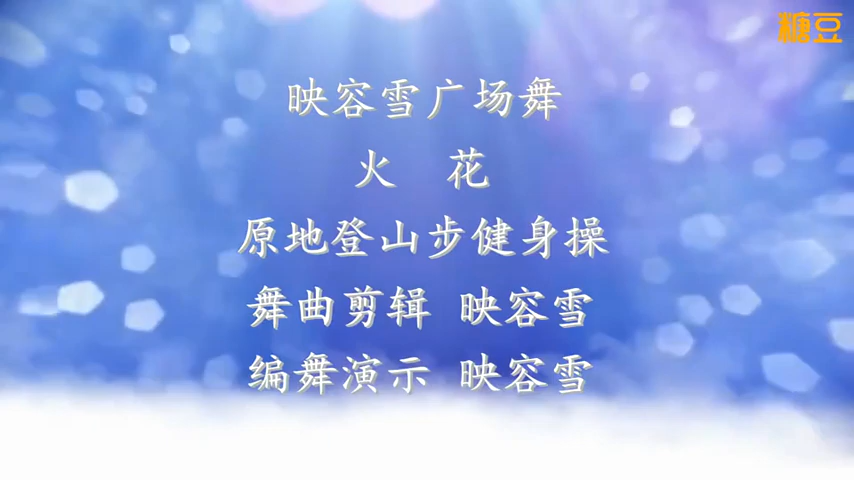 糖豆
映容雪广场舞
火 花
原地登山步健身操
舞曲剪辑 映容雪
编舞演示 映容雪